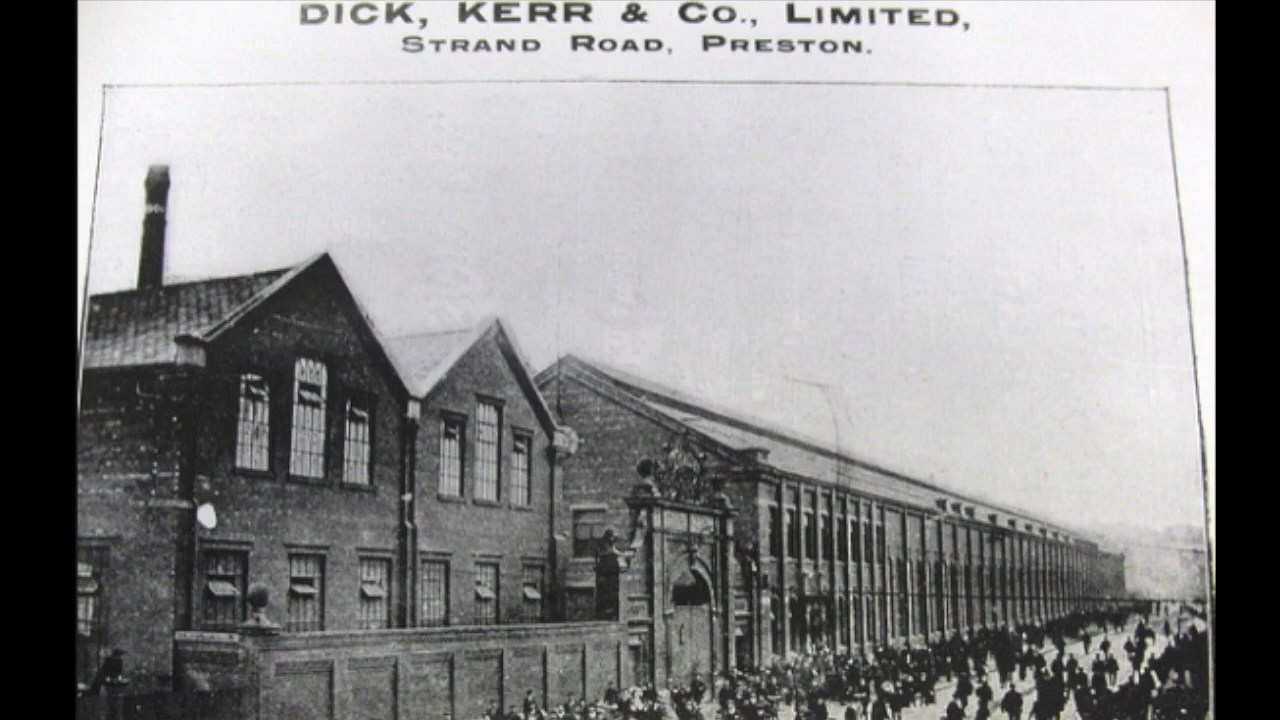 DICK, KERR & CO., LIMITED,
STRAND ROAD, PRESTON.